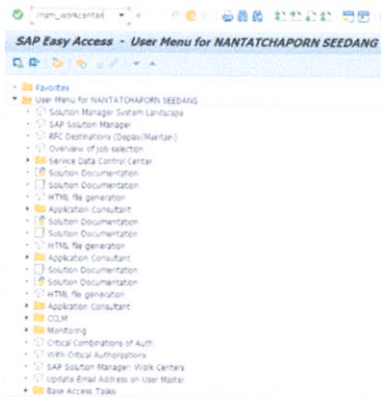 /nsm_workcenter
SAP Easy Access - User Menu for NANTATCHAPORN SEEDANG
Favorites
User Menu for NANTATCHAPORN SEEDANG
Solution Manager System Landscape
SAP Solution Manager
RFC Destinations (Display/Maintain)
Overview of job selection
Service Data Control Center
Solution Documentation
Solution Documentation
HTML file generation
Application Consultant
Solution Documentation
Solution Documentation
HTML file generation
Application Consultant
Solution Documentation
Solution Documentation
HTML file generation
Application Consultant
CCLM
Monitoring
Critical Combinations of Auth.
With Critical Authorizations
SAP Solution Manager: Work Centers
Update Email Address on User Master
Base Access Tasks